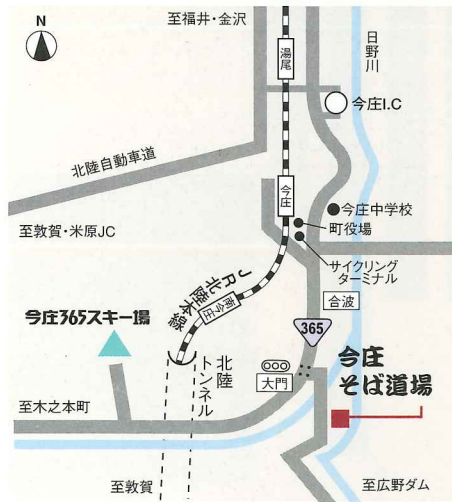 N
至福井・金沢
湯尾
日野川
今庄I.C
北陸自動車道
今庄
今庄中学校
町役場
至敦賀・米原JC
サイクリング
ターミナル
JR北陸本線
南今庄
合波
365
今庄365スキー場
北陸
トンネル
大門
今庄
そば道場
至木之本町
至敦賀
至広野ダム